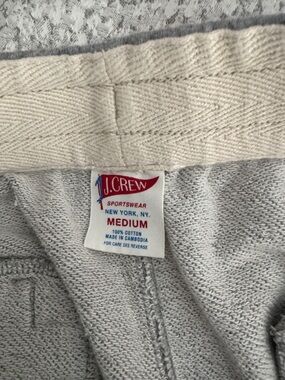 J.CREW
SPORTSWEAR
NEW YORK, NY.
MEDIUM
100% COTTON
MADE IN CAMBODIA
FOR CARE SEE REVERSE